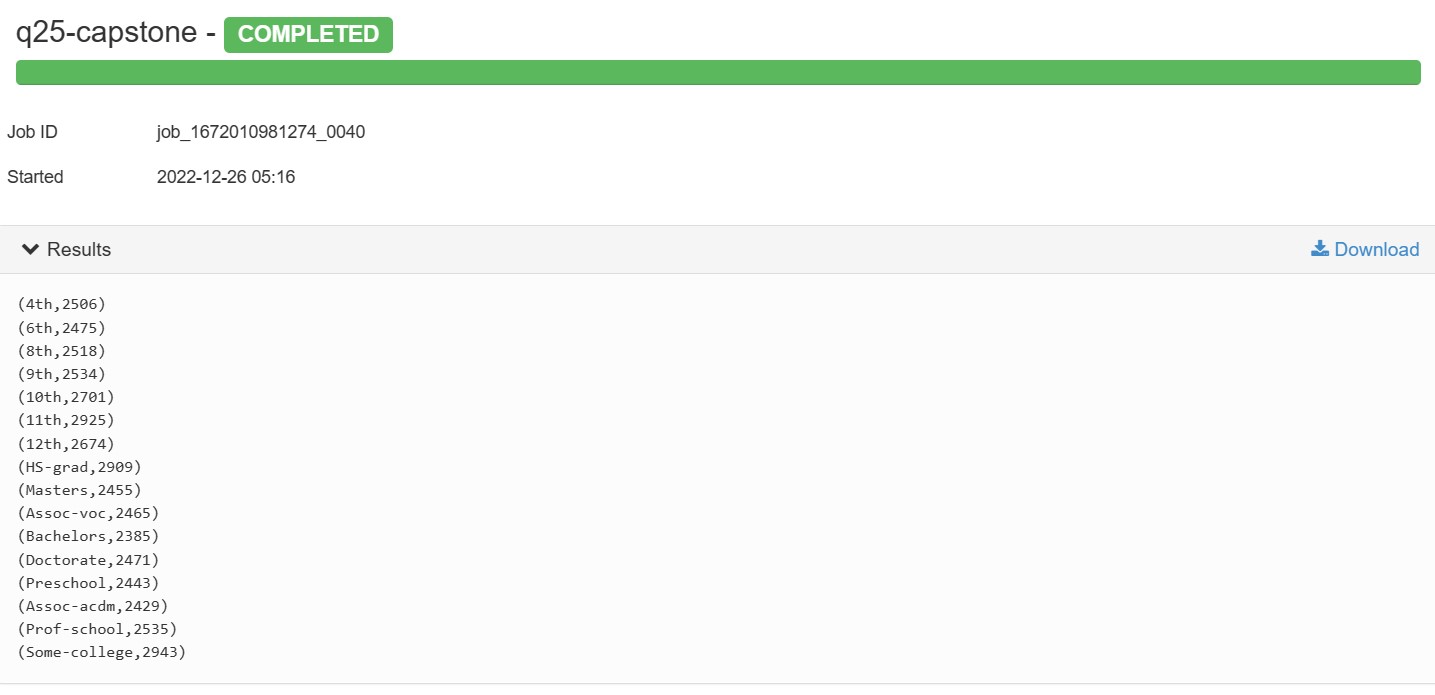 q25-capstone - COMPLETED
Job ID job_1672010981274_0040
Started 2022-12-26 05:16
Results Download
(4th,2506)
(6th,2475)
(8th,2518)
(9th,2534)
(10th,2701)
(11th,2925)
(12th,2674)
(HS-grad,2909)
(Masters,2455)
(Assoc-voc,2465)
(Bachelors,2385)
(Doctorate,2471)
(Preschool,2443)
(Assoc-acdm,2429)
(Prof-school,2535)
(Some-college,2943)